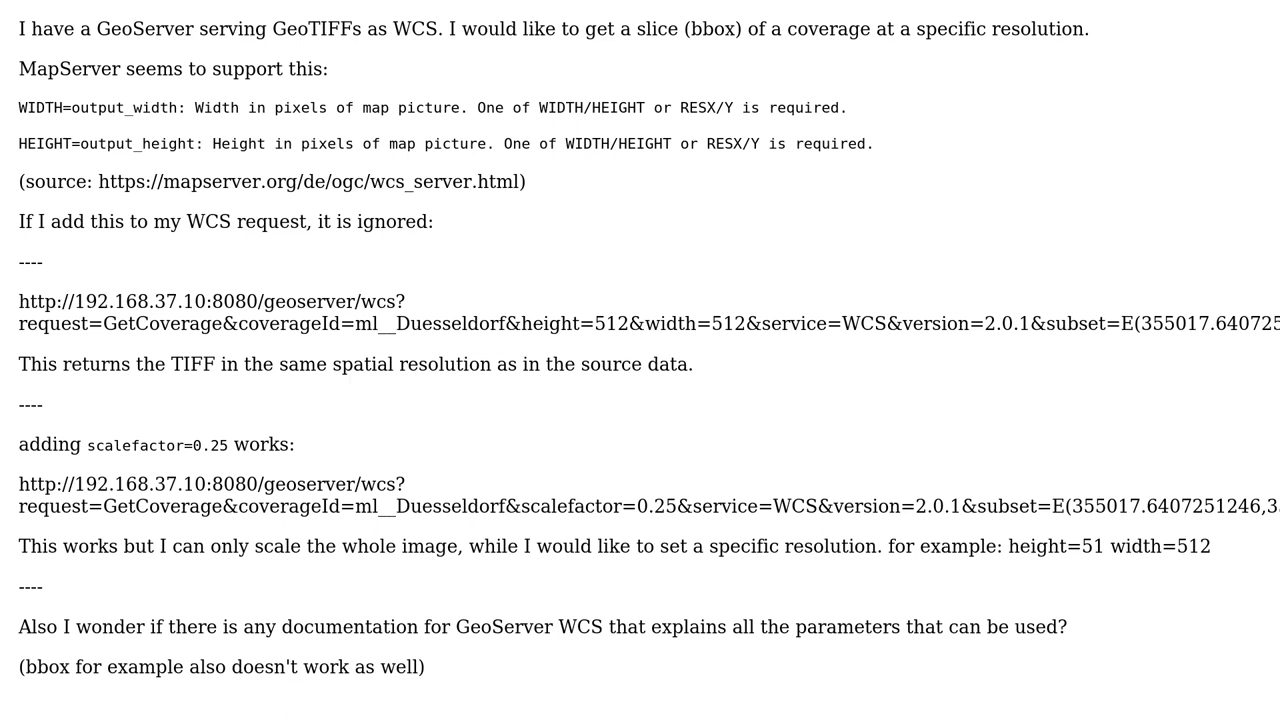 I have a GeoServer serving GeoTIFFs as WCS. I would like to get a slice (bbox) of a coverage at a specific resolution.
MapServer seems to support this:
WIDTH=output_width: Width in pixels of map picture. One of WIDTH/HEIGHT or RESX/Y is required.
HEIGHT=output_height: Height in pixels of map picture. One of WIDTH/HEIGHT or RESX/Y is required.
(source: https://mapserver.org/de/ogc/wcs_server.html)
If I add this to my WCS request, it is ignored:
----
http://192.168.37.10:8080/geoserver/wcs?
request=GetCoverage&coverageId=ml__Duesseldorf&height=512&width=512&service=WCS&version=2.0.1&subset=E(355017.640725
This returns the TIFF in the same spatial resolution as in the source data.
----
adding scalefactor=0.25 works:
http://192.168.37.10:8080/geoserver/wcs?
request=GetCoverage&coverageId=ml__Duesseldorf&scalefactor=0.25&service=WCS&version=2.0.1&subset=E(355017.6407251246,3
This works but I can only scale the whole image, while I would like to set a specific resolution. for example: height=51 width=512
----
Also I wonder if there is any documentation for GeoServer WCS that explains all the parameters that can be used?
(bbox for example also doesn't work as well)